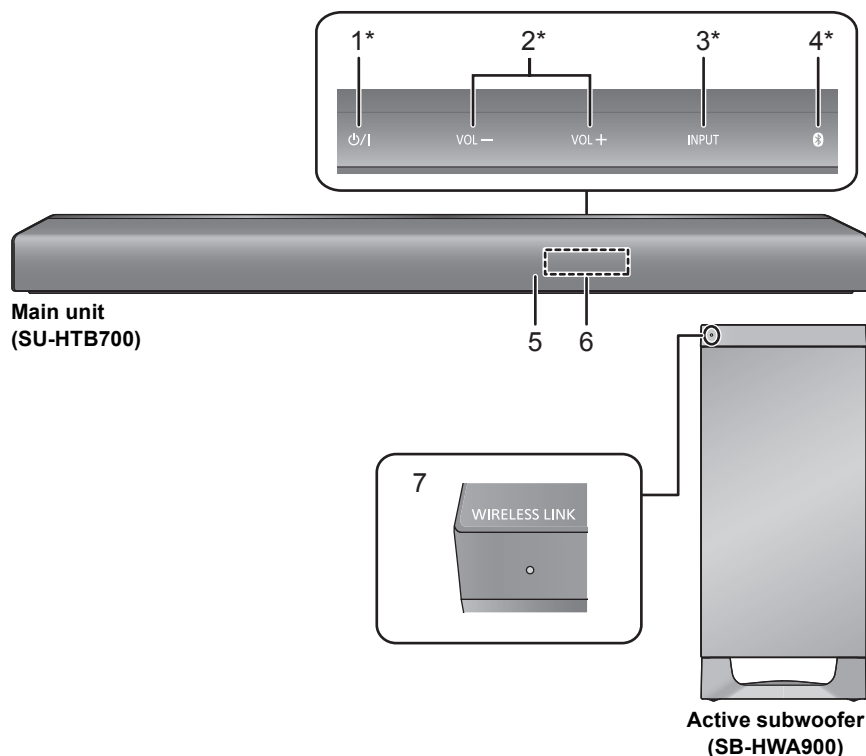 1* 2* 3* 4*
⏻/I VOL − VOL + INPUT
Main unit
(SU-HTB700)
5 6
7
WIRELESS LINK
Active subwoofer
(SB-HWA900)